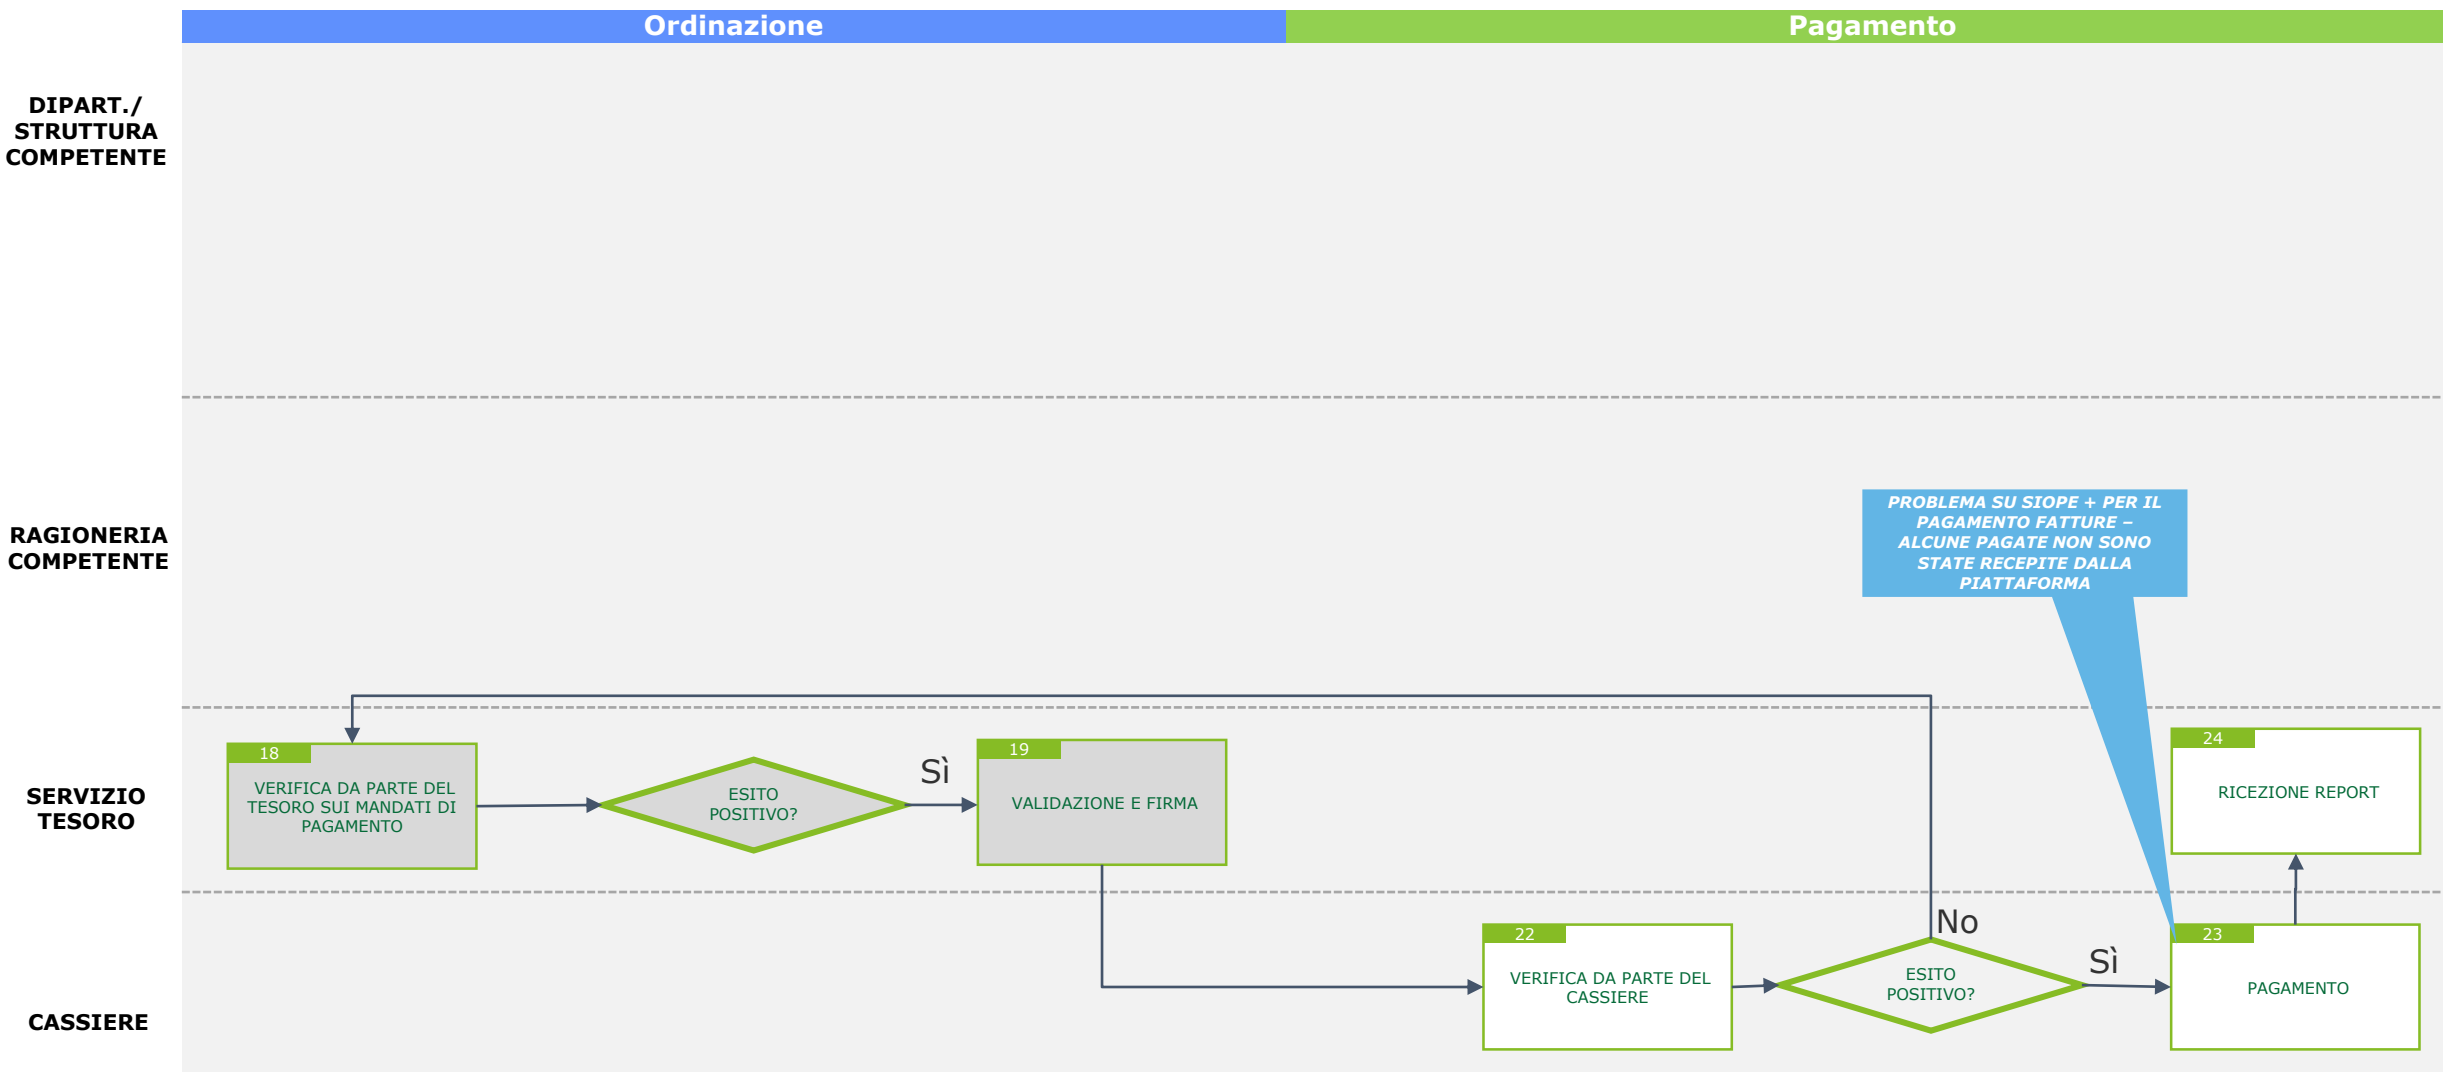 Ordinazione
Pagamento
DIPART./
STRUTTURA
COMPETENTE
RAGIONERIA
COMPETENTE
PROBLEMA SU SIOPE + PER IL
PAGAMENTO FATTURE –
ALCUNE PAGATE NON SONO
STATE RECEPITE DALLA
PIATTAFORMA
SERVIZIO
TESORO
18
VERIFICA DA PARTE DEL
TESORO SUI MANDATI DI
PAGAMENTO
ESITO
POSITIVO?
Sì
19
VALIDAZIONE E FIRMA
24
RICEZIONE REPORT
CASSIERE
22
VERIFICA DA PARTE DEL
CASSIERE
ESITO
POSITIVO?
No
Sì
23
PAGAMENTO